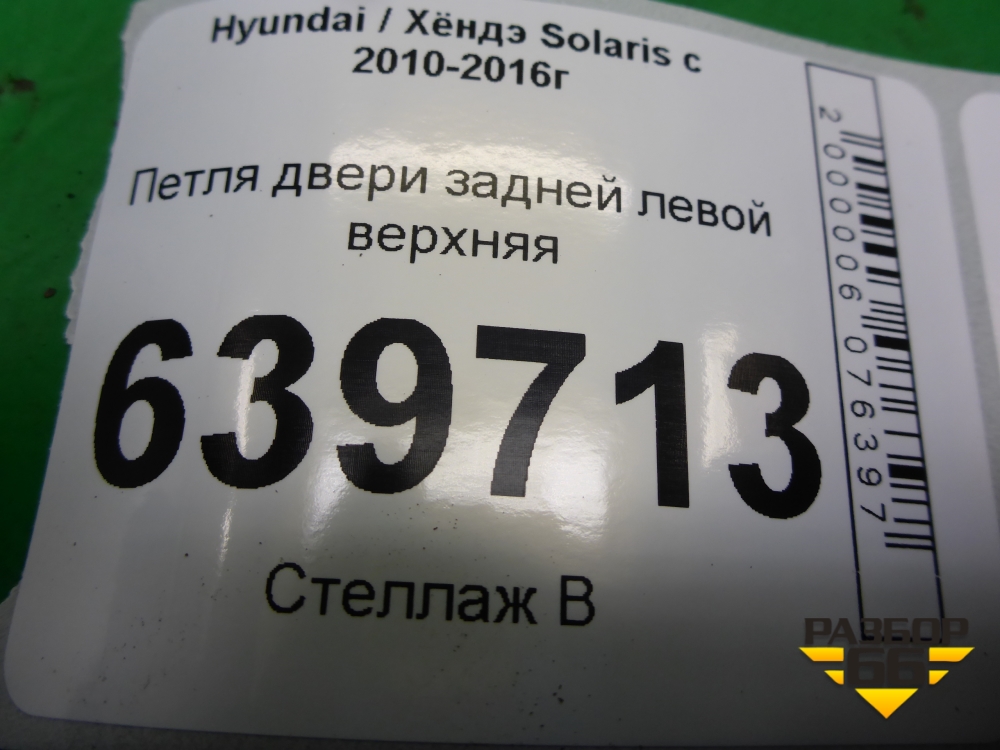 Hyundai / Хёндэ Solaris с
2010-2016г
Петля двери задней левой
верхняя
639713
Стеллаж В
2000006076397
РАЗБОР
66